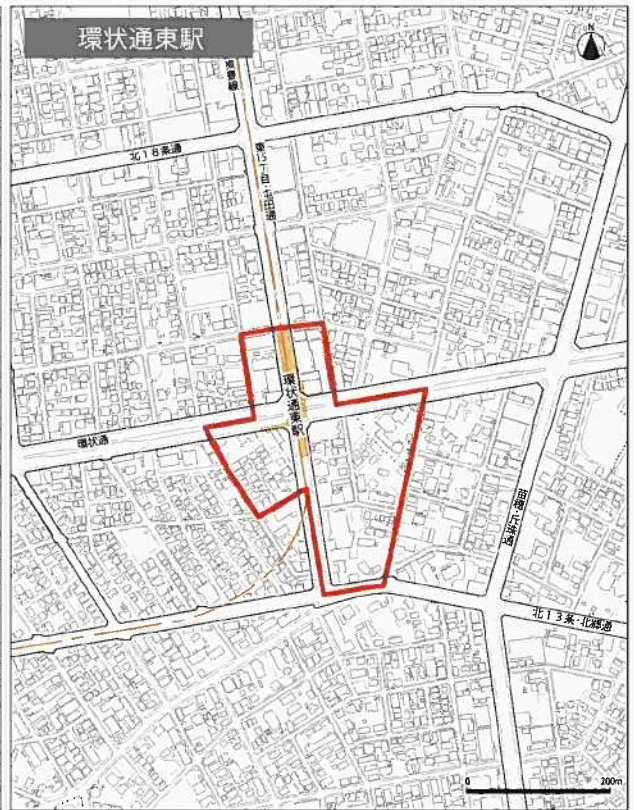 環状通東駅
N
東豊線
北18条通
東15丁目・屯田通
環状通東駅
環状通
苗穂・丘珠通
北13条・北郷通
0
200m